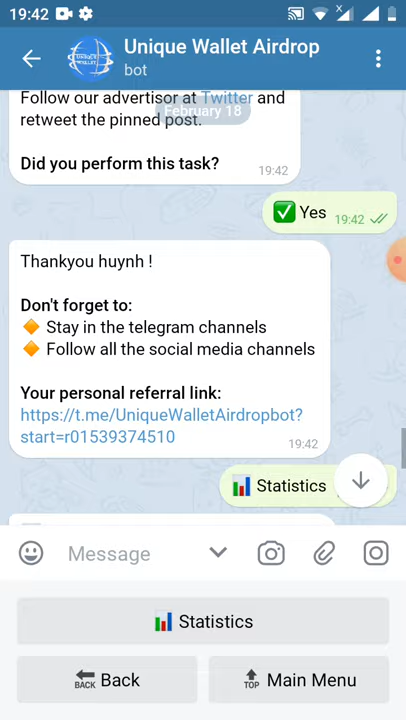 19:42
Unique Wallet Airdrop
bot
UNIQUE
WALLET
Follow our advertisor at Twitter and
February 18
retweet the pinned post.
Did you perform this task?
19:42
✅ Yes 19:42
Thankyou huynh !
Don't forget to:
🔸 Stay in the telegram channels
🔸 Follow all the social media channels
Your personal referral link:
https://t.me/UniqueWalletAirdropbot?
start=r01539374510
19:42
📊 Statistics
Message
📊 Statistics
🔙 Back
🔝 Main Menu